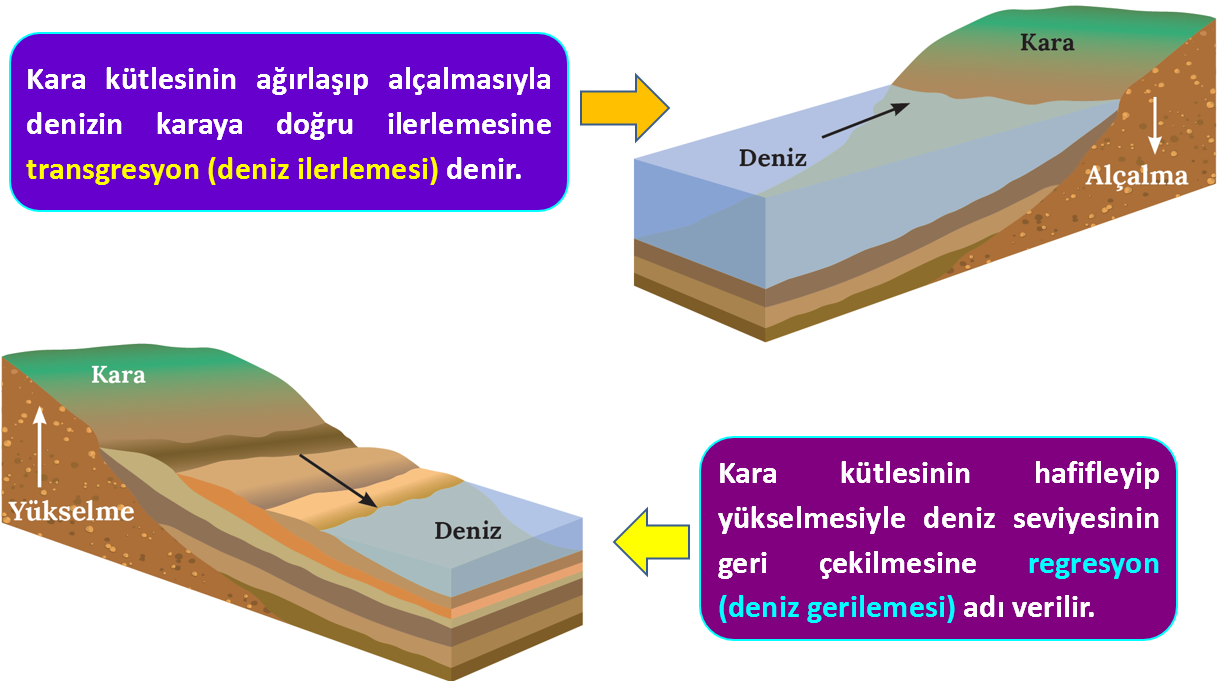 Kara kütlesinin ağırlaşıp alçalmasıyla
denizin karaya doğru ilerlemesine
transgresyon (deniz ilerlemesi) denir.
Kara
Deniz
Alçalma
Kara
Yükselme
Deniz
Kara kütlesinin hafifleyip
yükselmesiyle deniz seviyesinin
geri çekilmesine regresyon
(deniz gerilemesi) adı verilir.